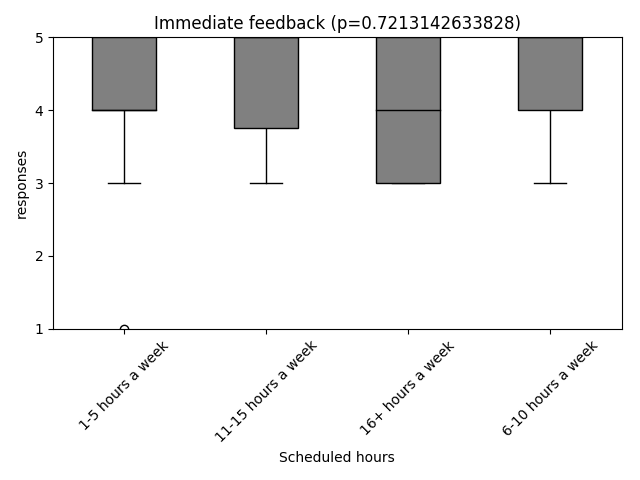 Immediate feedback (p=0.7213142633828)
responses
5
4
3
2
1
1-5 hours a week
11-15 hours a week
16+ hours a week
6-10 hours a week
Scheduled hours